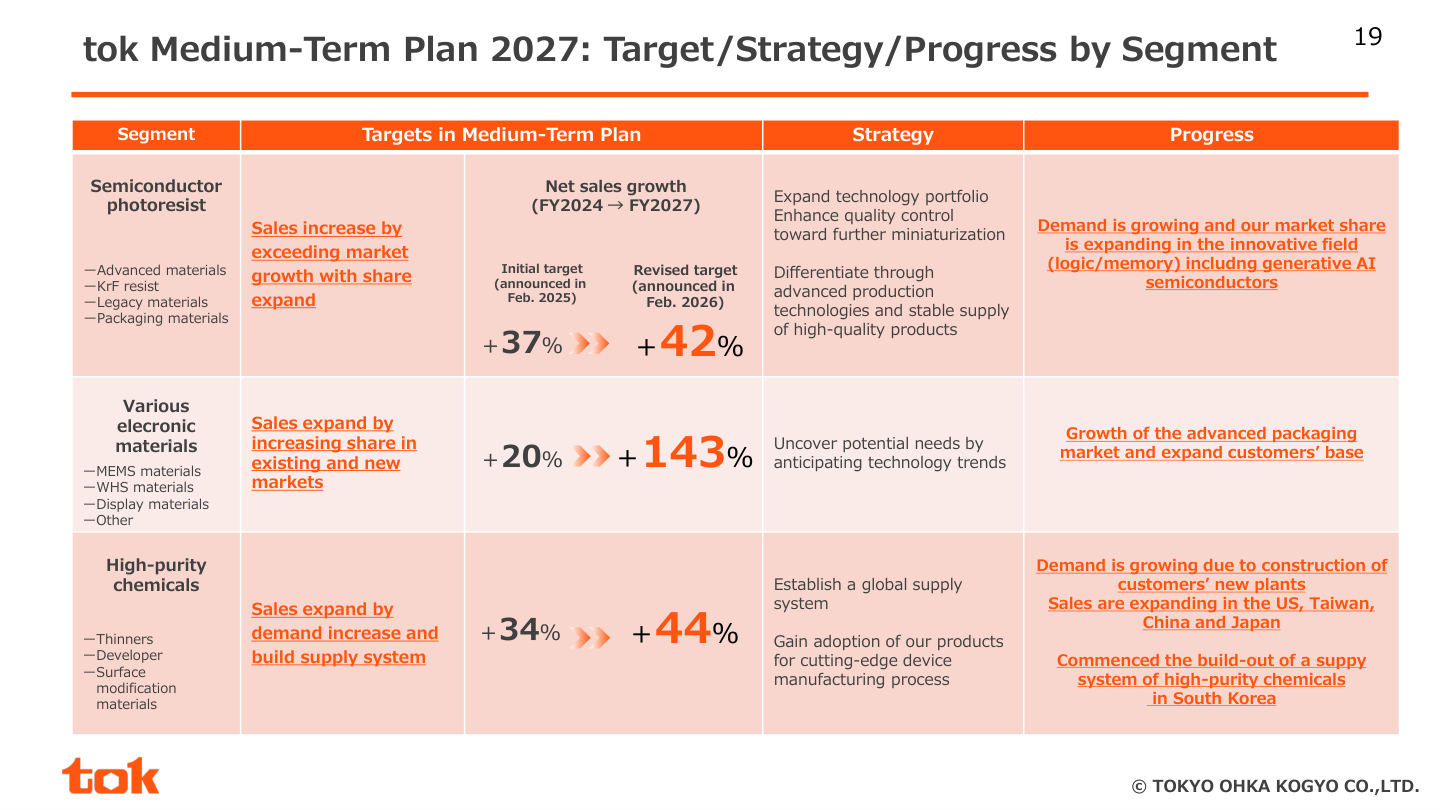 tok Medium-Term Plan 2027: Target/Strategy/Progress by Segment
19
Segment
Targets in Medium-Term Plan
Strategy
Progress
Semiconductor
photoresist
－Advanced materials
－KrF resist
－Legacy materials
－Packaging materials
Sales increase by
exceeding market
growth with share
expand
Net sales growth
(FY2024 → FY2027)
Initial target
(announced in
Feb. 2025)
Revised target
(announced in
Feb. 2026)
+37%
+42%
Expand technology portfolio
Enhance quality control
toward further miniaturization
Differentiate through
advanced production
technologies and stable supply
of high-quality products
Demand is growing and our market share
is expanding in the innovative field
(logic/memory) includng generative AI
semiconductors
Various
elecronic
materials
－MEMS materials
－WHS materials
－Display materials
－Other
Sales expand by
increasing share in
existing and new
markets
+20%
+143%
Uncover potential needs by
anticipating technology trends
Growth of the advanced packaging
market and expand customers’ base
High-purity
chemicals
－Thinners
－Developer
－Surface
modification
materials
Sales expand by
demand increase and
build supply system
+34%
+44%
Establish a global supply
system
Gain adoption of our products
for cutting-edge device
manufacturing process
Demand is growing due to construction of
customers’ new plants
Sales are expanding in the US, Taiwan,
China and Japan
Commenced the build-out of a suppy
system of high-purity chemicals
in South Korea
tok
© TOKYO OHKA KOGYO CO.,LTD.